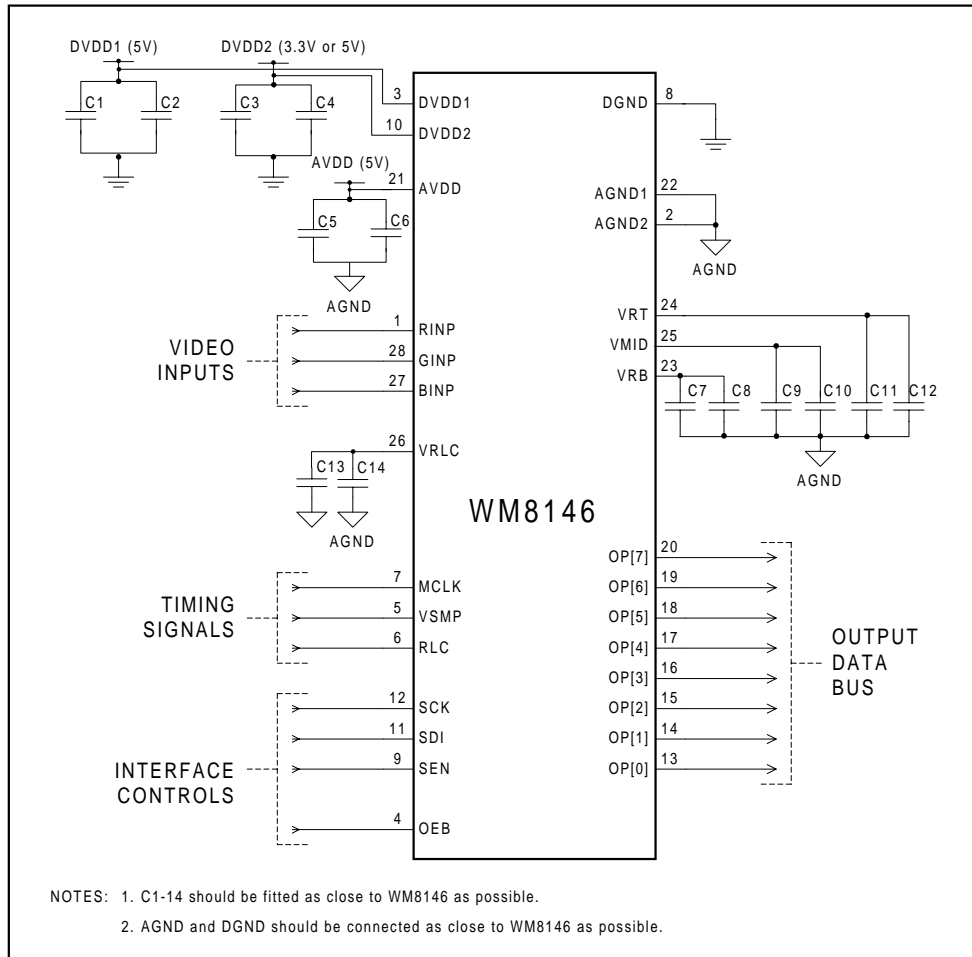 DVDD1 (5V)
DVDD2 (3.3V or 5V)
C1
C2
C3
C4
3
DVDD1
10
DVDD2
8
DGND
AVDD (5V)
21
AVDD
C5
C6
AGND
22
AGND1
2
AGND2
AGND
VIDEO
INPUTS
1
RINP
28
GINP
27
BINP
24
VRT
25
VMID
23
VRB
C7
C8
C9
C10
C11
C12
AGND
26
VRLC
C13
C14
AGND
WM8146
TIMING
SIGNALS
7
MCLK
5
VSMP
6
RLC
INTERFACE
CONTROLS
12
SCK
11
SDI
9
SEN
4
OEB
OP[7]
20
OP[6]
19
OP[5]
18
OP[4]
17
OP[3]
16
OP[2]
15
OP[1]
14
OP[0]
13
OUTPUT
DATA
BUS
NOTES: 1. C1-14 should be fitted as close to WM8146 as possible.
2. AGND and DGND should be connected as close to WM8146 as possible.